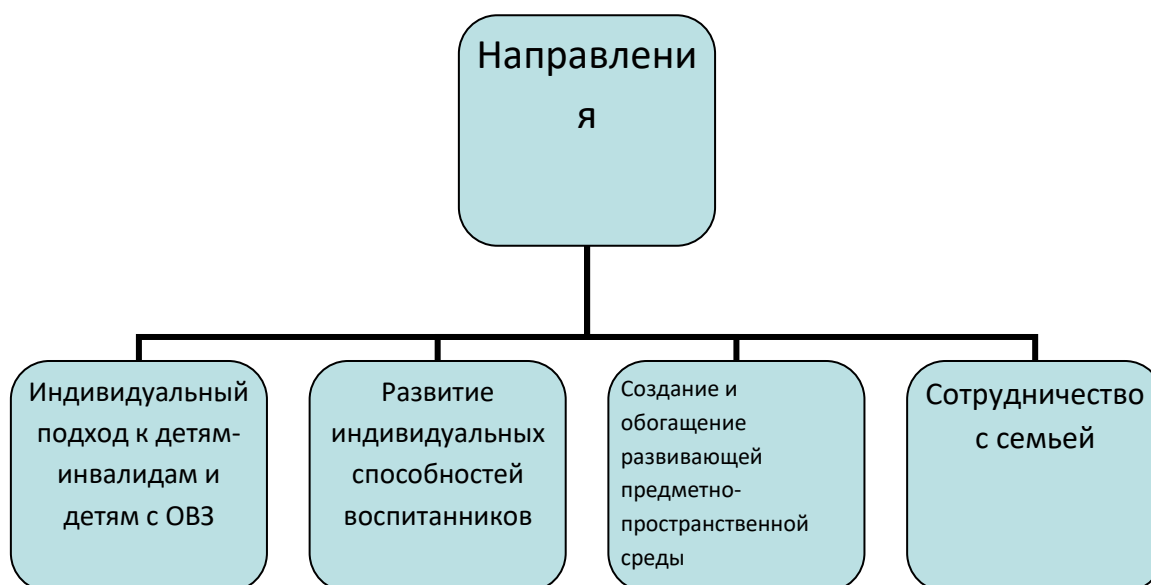 Направлени
я
Индивидуальный
подход к детям-
инвалидам и
детям с ОВЗ
Развитие
индивидуальных
способностей
воспитанников
Создание и
обогащение
развивающей
предметно-
пространственной
среды
Сотрудничество
с семьей